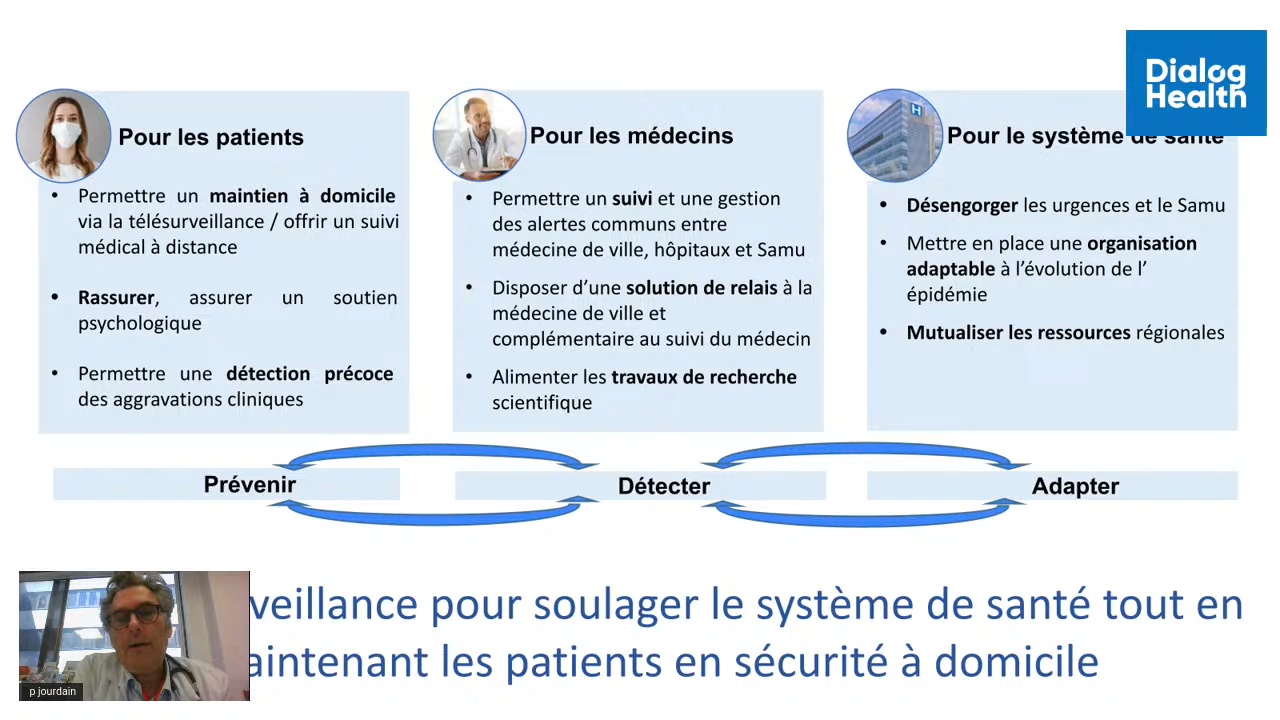 Dialog
Health
Pour les patients
• Permettre un maintien à domicile
via la télésurveillance / offrir un suivi
médical à distance
• Rassurer, assurer un soutien
psychologique
• Permettre une détection précoce
des aggravations cliniques
Pour les médecins
• Permettre un suivi et une gestion
des alertes communs entre
médecine de ville, hôpitaux et Samu
• Disposer d’une solution de relais à la
médecine de ville et
complémentaire au suivi du médecin
• Alimenter les travaux de recherche
scientifique
H
Pour le système de santé
• Désengorger les urgences et le Samu
• Mettre en place une organisation
adaptable à l’évolution de l’
épidémie
• Mutualiser les ressources régionales
Prévenir
Détecter
Adapter
veillance pour soulager le système de santé tout en
aintenant les patients en sécurité à domicile
p jourdain